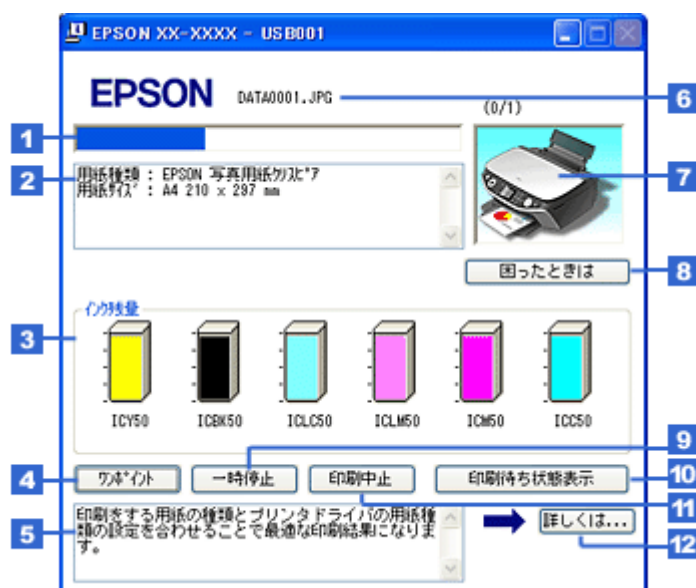 EPSON XX-XXXX - USB001
EPSON
DATA0001.JPG
6
(0/1)
1
2
用紙種類 : EPSON 写真用紙クリスピア
用紙サイズ : A4 210 x 297 mm
7
困ったときは
8
インク残量
3
ICY50
ICBK50
ICLC50
ICLM50
ICM50
ICC50
9
4
ワンポイント
一時停止
印刷中止
印刷待ち状態表示
10
11
5
印刷をする用紙の種類とプリンタドライバの用紙種
類の設定を合わせることで最適な印刷結果になりま
す。
詳しくは...
12